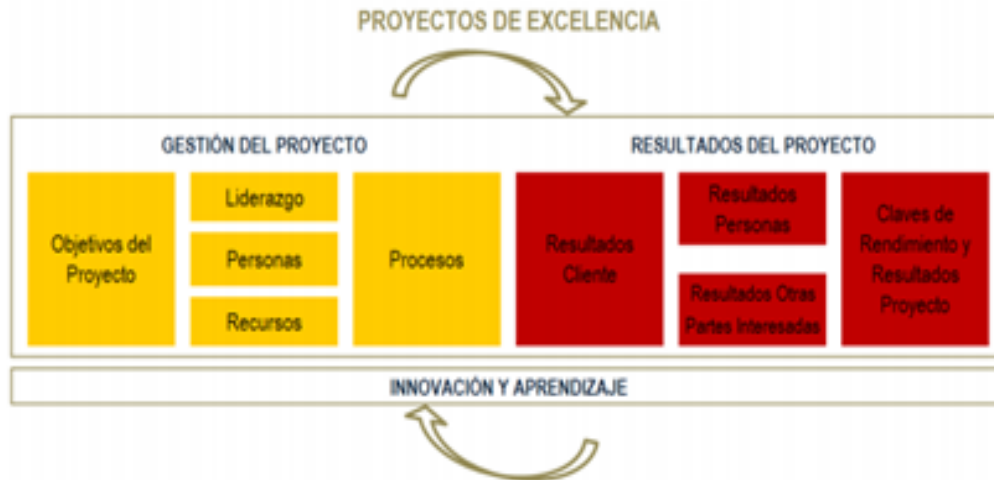 PROYECTOS DE EXCELENCIA
GESTIÓN DEL PROYECTO
RESULTADOS DEL PROYECTO
Objetivos del
Proyecto
Liderazgo
Personas
Recursos
Procesos
Resultados
Cliente
Resultados
Personas
Resultados Otras
Partes Interesadas
Claves de
Rendimiento y
Resultados
Proyecto
INNOVACIÓN Y APRENDIZAJE